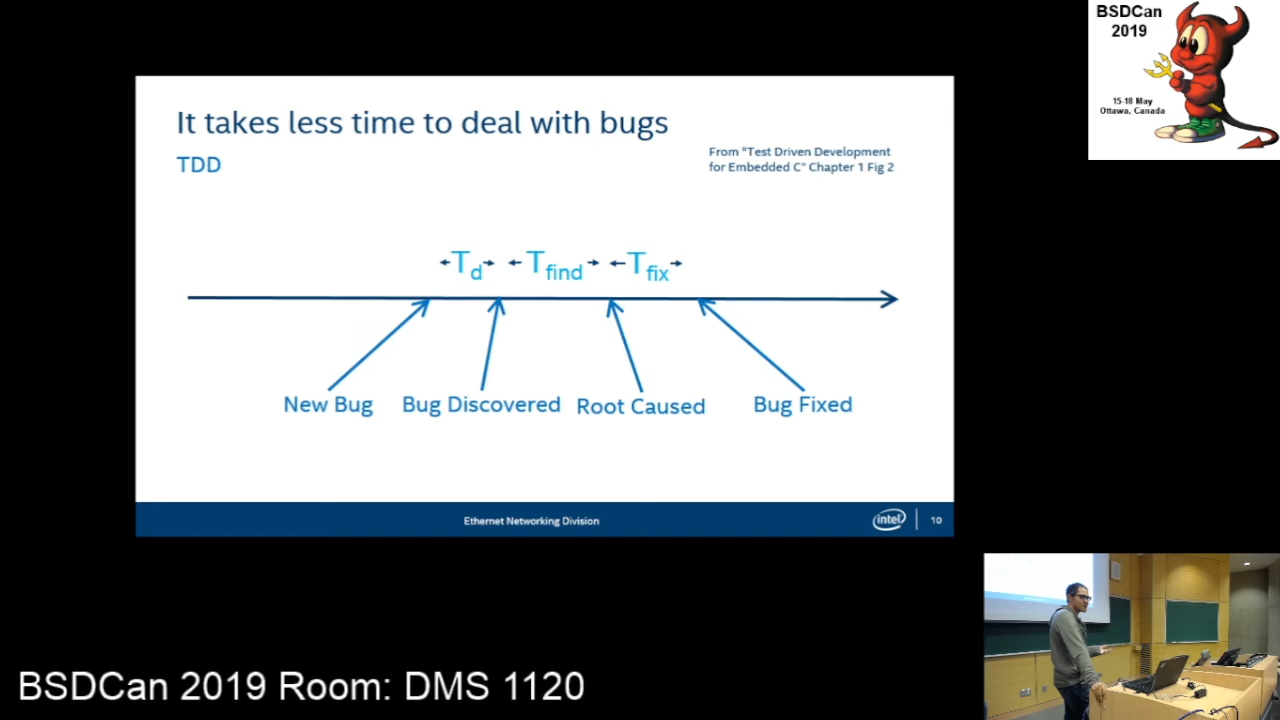 BSDCan
2019
15-18 May
Ottawa, Canada
It takes less time to deal with bugs
TDD
From "Test Driven Development
for Embedded C" Chapter 1 Fig 2
Td Tfind Tfix
New Bug Bug Discovered Root Caused Bug Fixed
Ethernet Networking Division
intel 10
BSDCan 2019 Room: DMS 1120